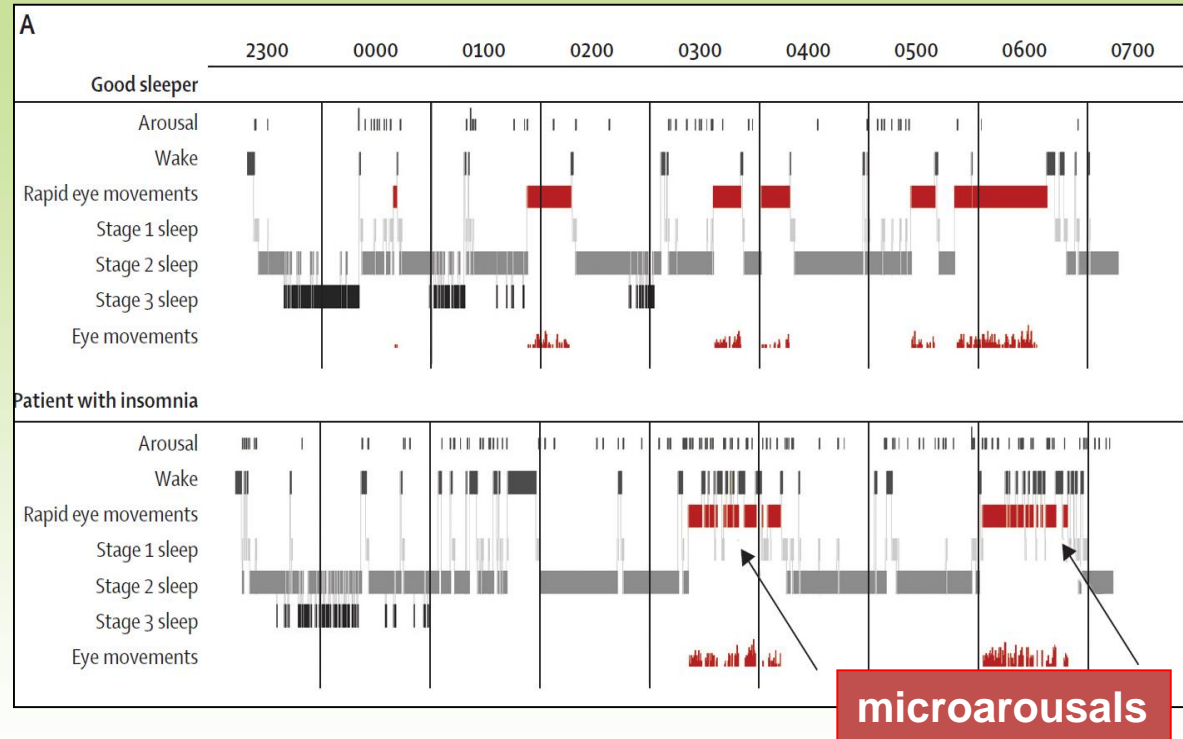 A
2300 0000 0100 0200 0300 0400 0500 0600 0700
Good sleeper
Arousal
Wake
Rapid eye movements
Stage 1 sleep
Stage 2 sleep
Stage 3 sleep
Eye movements
Patient with insomnia
Arousal
Wake
Rapid eye movements
Stage 1 sleep
Stage 2 sleep
Stage 3 sleep
Eye movements
microarousals